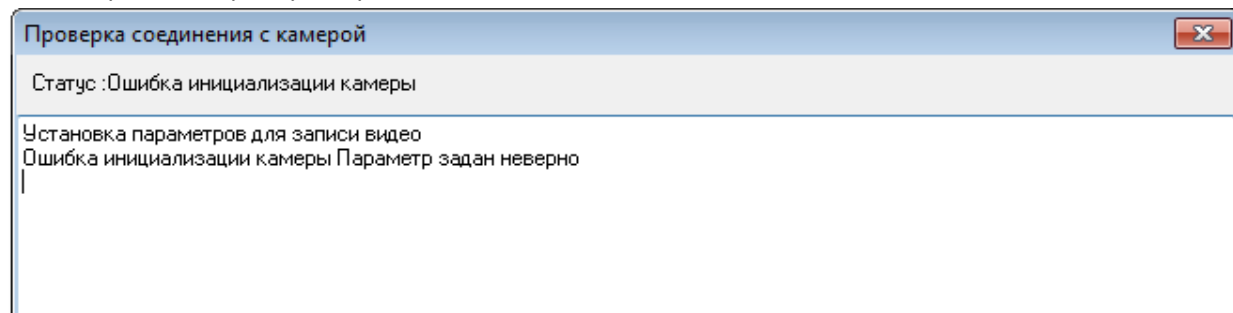 Проверка соединения с камерой
Статус :Ошибка инициализации камеры
Установка параметров для записи видео
Ошибка инициализации камеры Параметр задан неверно